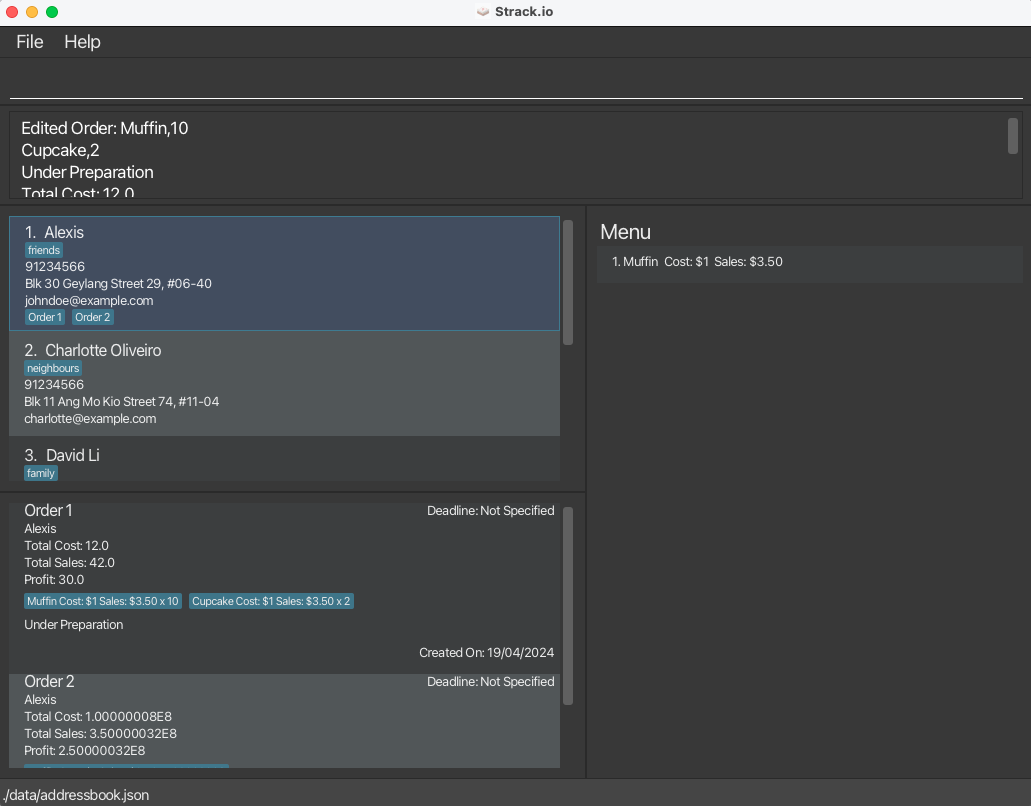 Strack.io
File Help
Edited Order: Muffin,10
Cupcake,2
Under Preparation
Total Cost: 12.0
1. Alexis
friends
91234566
Blk 30 Geylang Street 29, #06-40
johndoe@example.com
Order 1 Order 2
2. Charlotte Oliveiro
neighbours
91234566
Blk 11 Ang Mo Kio Street 74, #11-04
charlotte@example.com
3. David Li
family
Menu
1. Muffin Cost: $1 Sales: $3.50
Order 1 Deadline: Not Specified
Alexis
Total Cost: 12.0
Total Sales: 42.0
Profit: 30.0
Muffin Cost: $1 Sales: $3.50 x 10 Cupcake Cost: $1 Sales: $3.50 x 2
Under Preparation
Created On: 19/04/2024
Order 2 Deadline: Not Specified
Alexis
Total Cost: 1.00000008E8
Total Sales: 3.50000032E8
Profit: 2.50000032E8
./data/addressbook.json